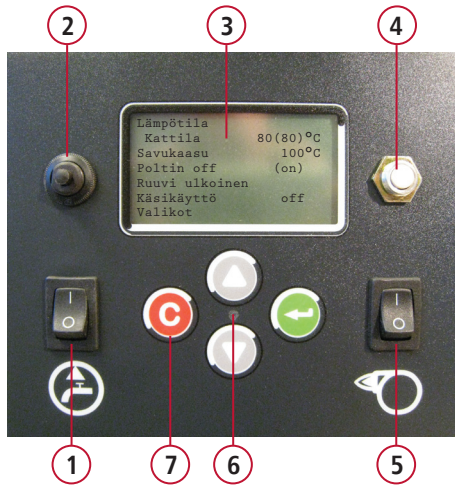 2
3
4
Lämpötila
Kattila 80(80)°C
Savukaasu 100°C
Poltin off (on)
Ruuvi ulkoinen
Käsikäyttö off
Valikot
I
O
C
I
O
1
7
6
5